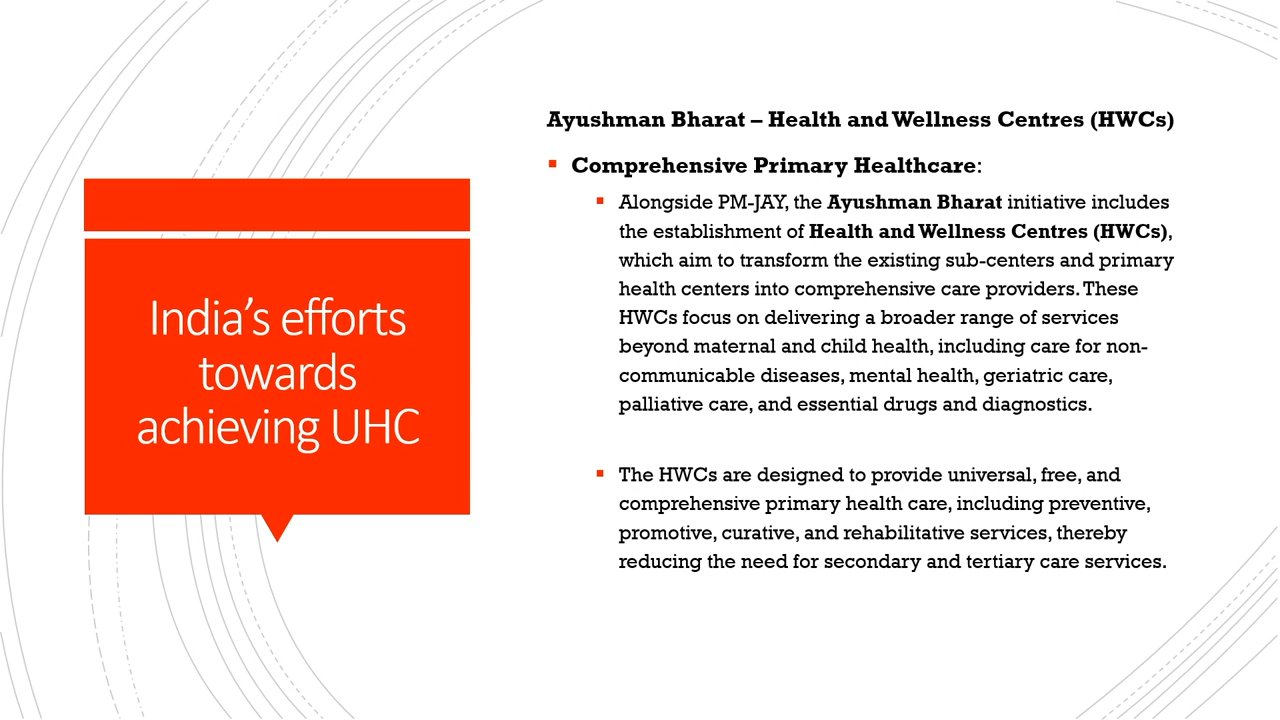 India’s efforts
towards
achieving UHC
Ayushman Bharat – Health and Wellness Centres (HWCs)
Comprehensive Primary Healthcare:
Alongside PM-JAY, the Ayushman Bharat initiative includes
the establishment of Health and Wellness Centres (HWCs),
which aim to transform the existing sub-centers and primary
health centers into comprehensive care providers. These
HWCs focus on delivering a broader range of services
beyond maternal and child health, including care for non-
communicable diseases, mental health, geriatric care,
palliative care, and essential drugs and diagnostics.
The HWCs are designed to provide universal, free, and
comprehensive primary health care, including preventive,
promotive, curative, and rehabilitative services, thereby
reducing the need for secondary and tertiary care services.